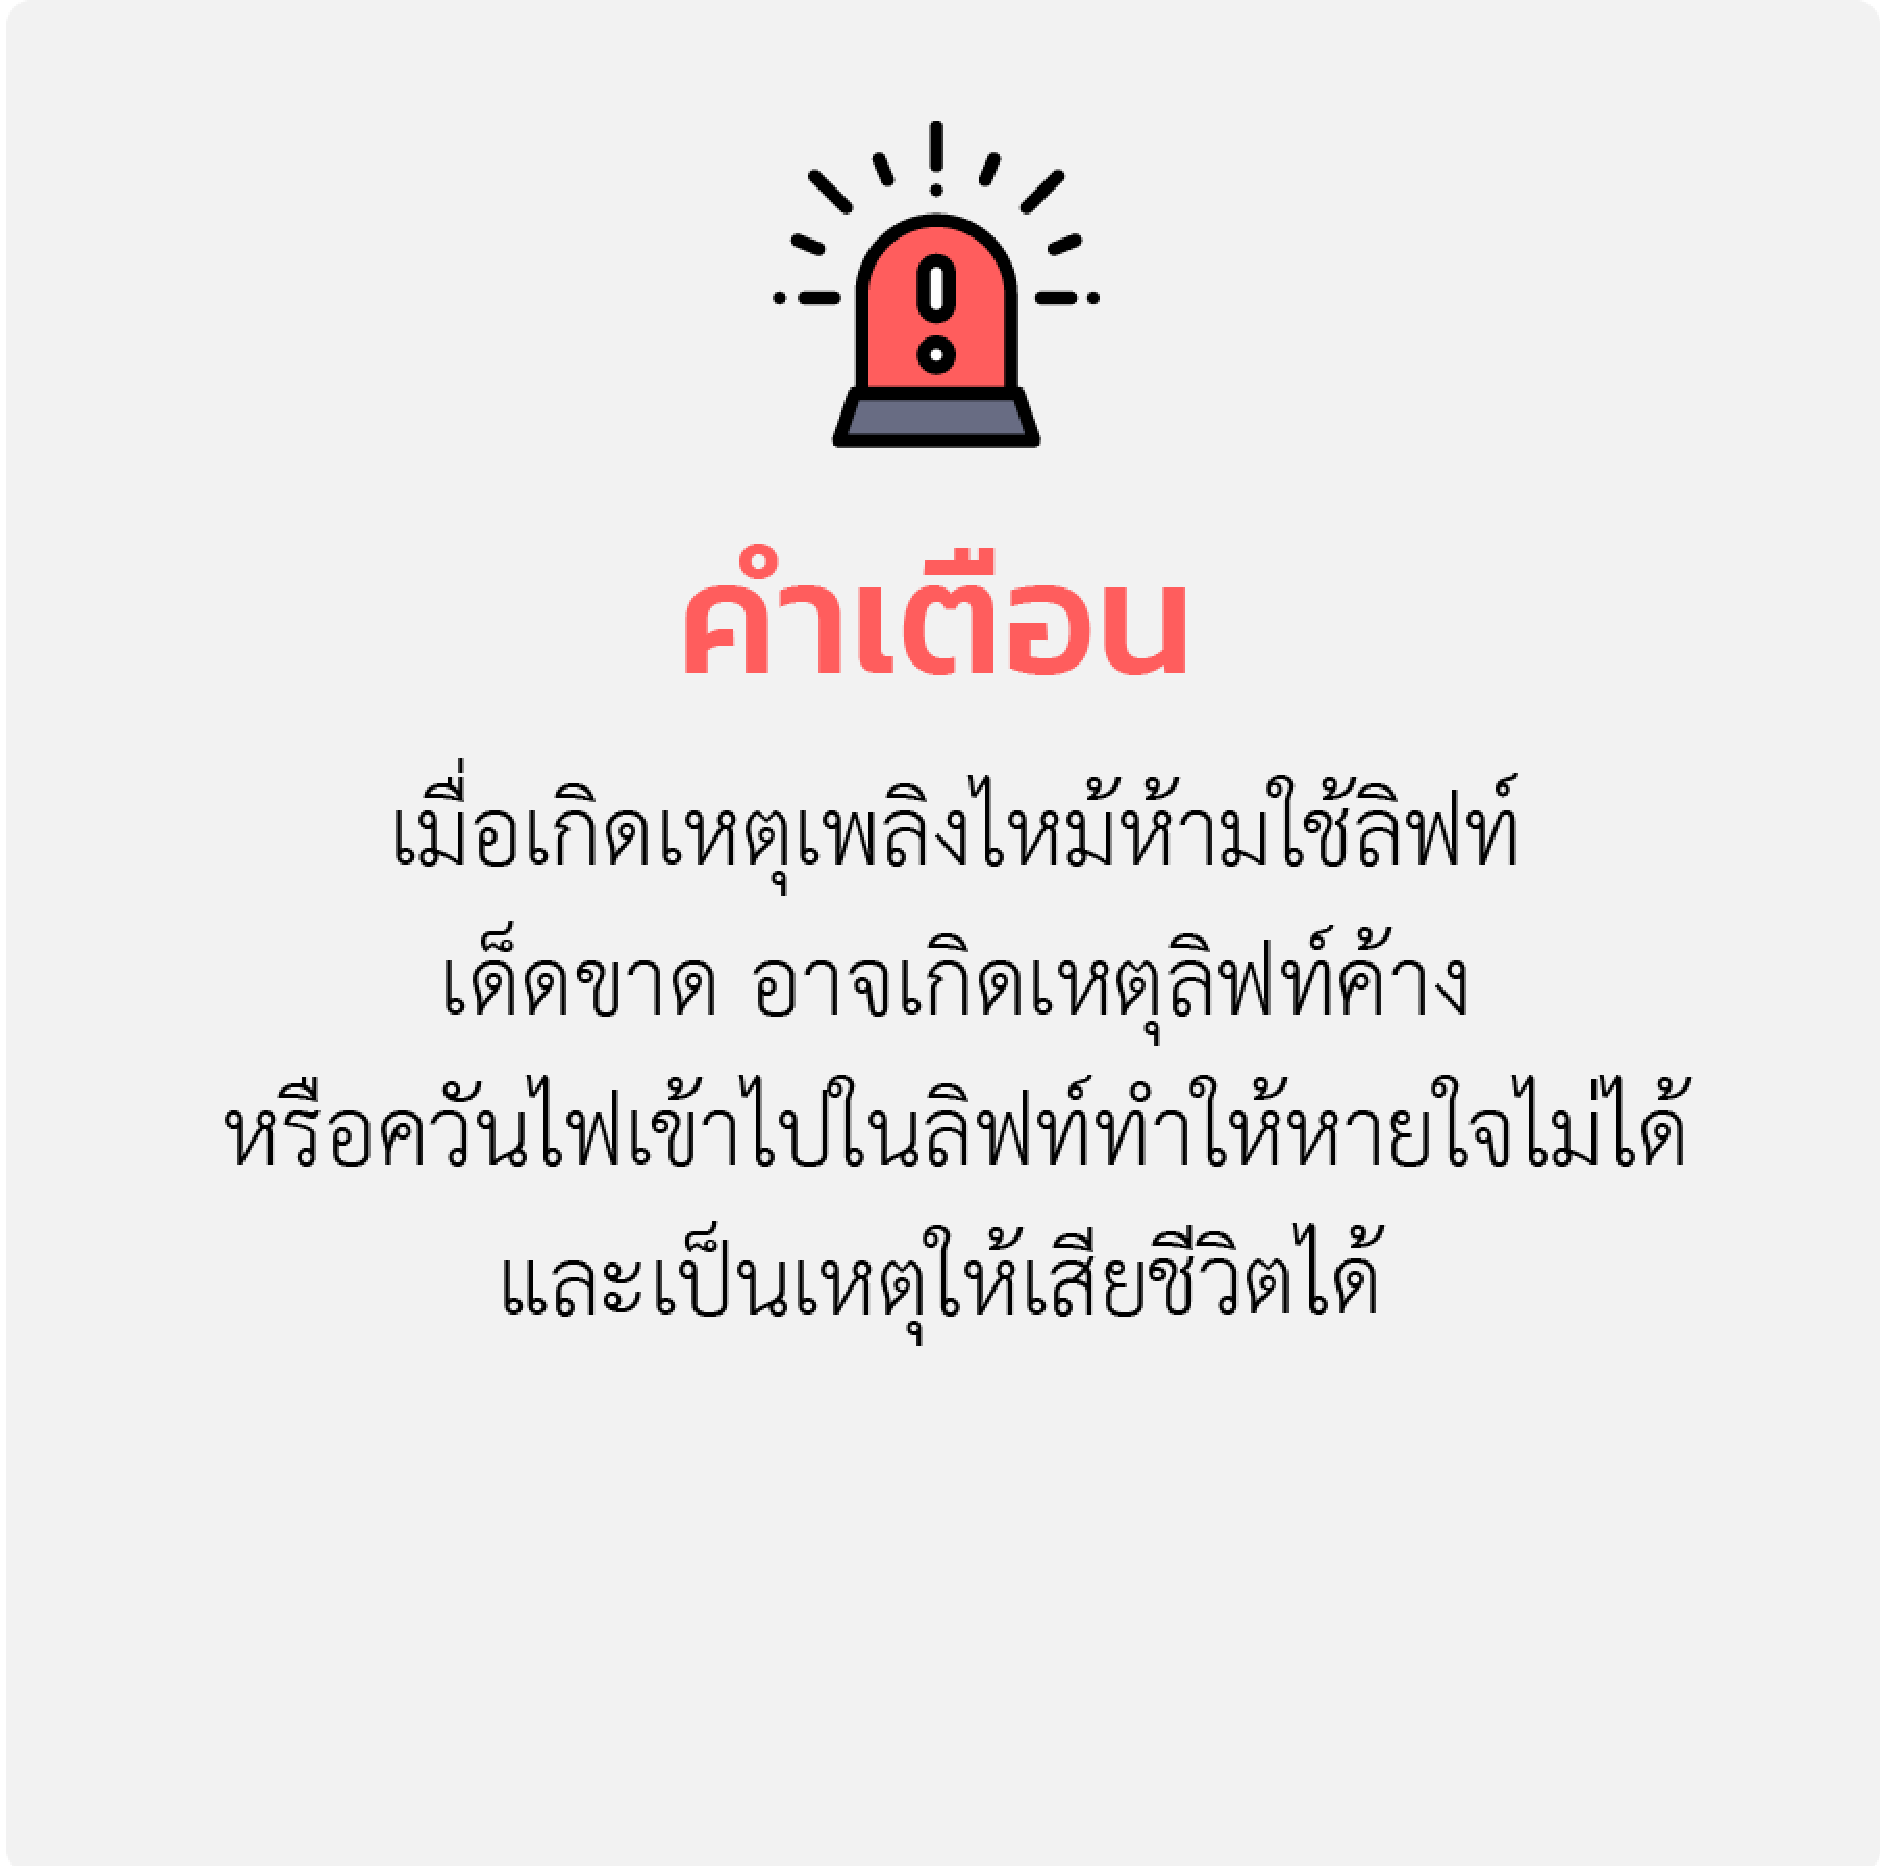 คำเตือน
เมื่อเกิดเหตุเพลิงไหม้ห้ามใช้ลิฟท์
เด็ดขาด อาจเกิดเหตุลิฟท์ค้าง
หรือควันไฟเข้าไปในลิฟท์ทำให้หายใจไม่ได้
และเป็นเหตุให้เสียชีวิตได้